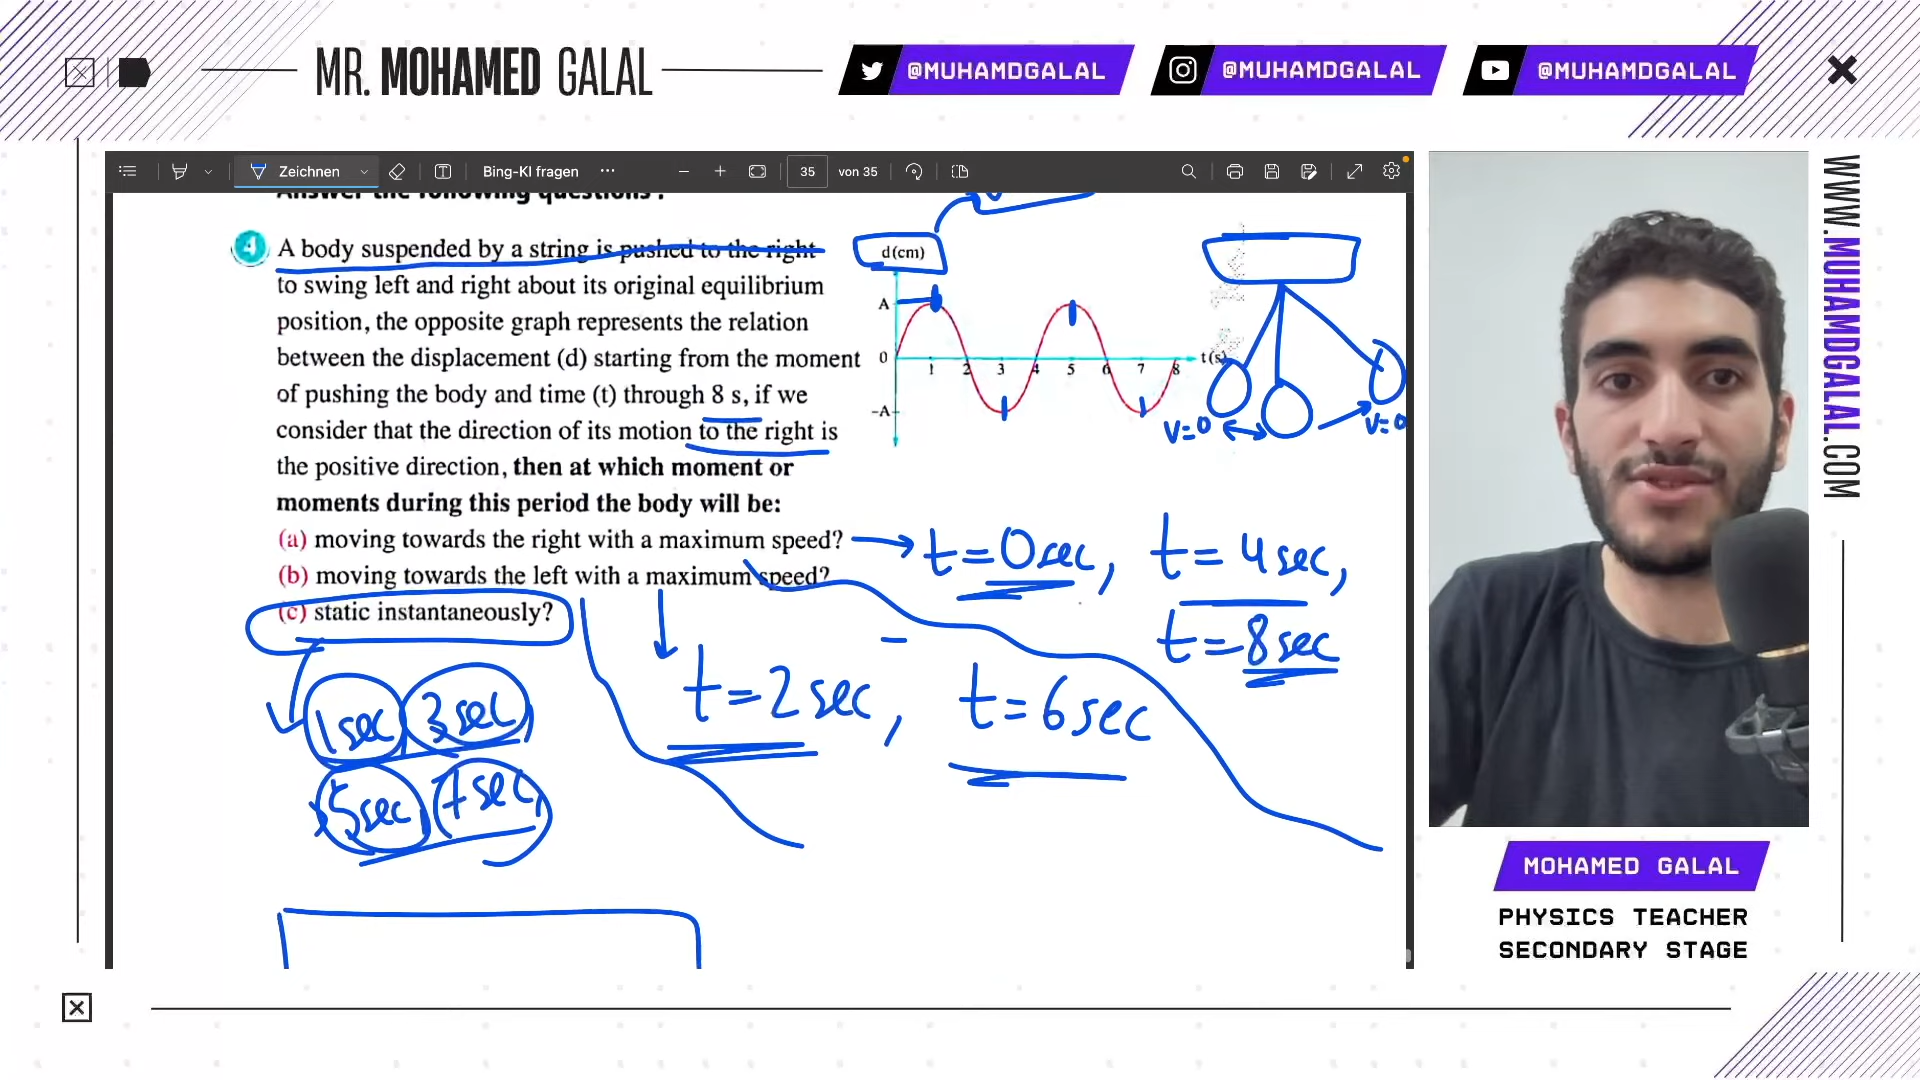 MR. MOHAMED GALAL
@MUHAMDGALAL
@MUHAMDGALAL
@MUHAMDGALAL
Zeichnen
Bing-KI fragen
35
von 35
Answer the following questions :
4
A body suspended by a string is pushed to the right
to swing left and right about its original equilibrium
position, the opposite graph represents the relation
between the displacement (d) starting from the moment
of pushing the body and time (t) through 8 s, if we
consider that the direction of its motion to the right is
the positive direction, then at which moment or
moments during this period the body will be:
(a) moving towards the right with a maximum speed?
(b) moving towards the left with a maximum speed?
(c) static instantaneously?
d(cm)
A
0
-A
1 2 3 4 5 6 7 8
t(s)
V=0
V=0
t=0sec, t=4sec,
t=8sec
t=2sec, t=6sec
1sec 3sec,
5sec 7sec,
WWW.MUHAMDGALAL.COM
MOHAMED GALAL
PHYSICS TEACHER
SECONDARY STAGE